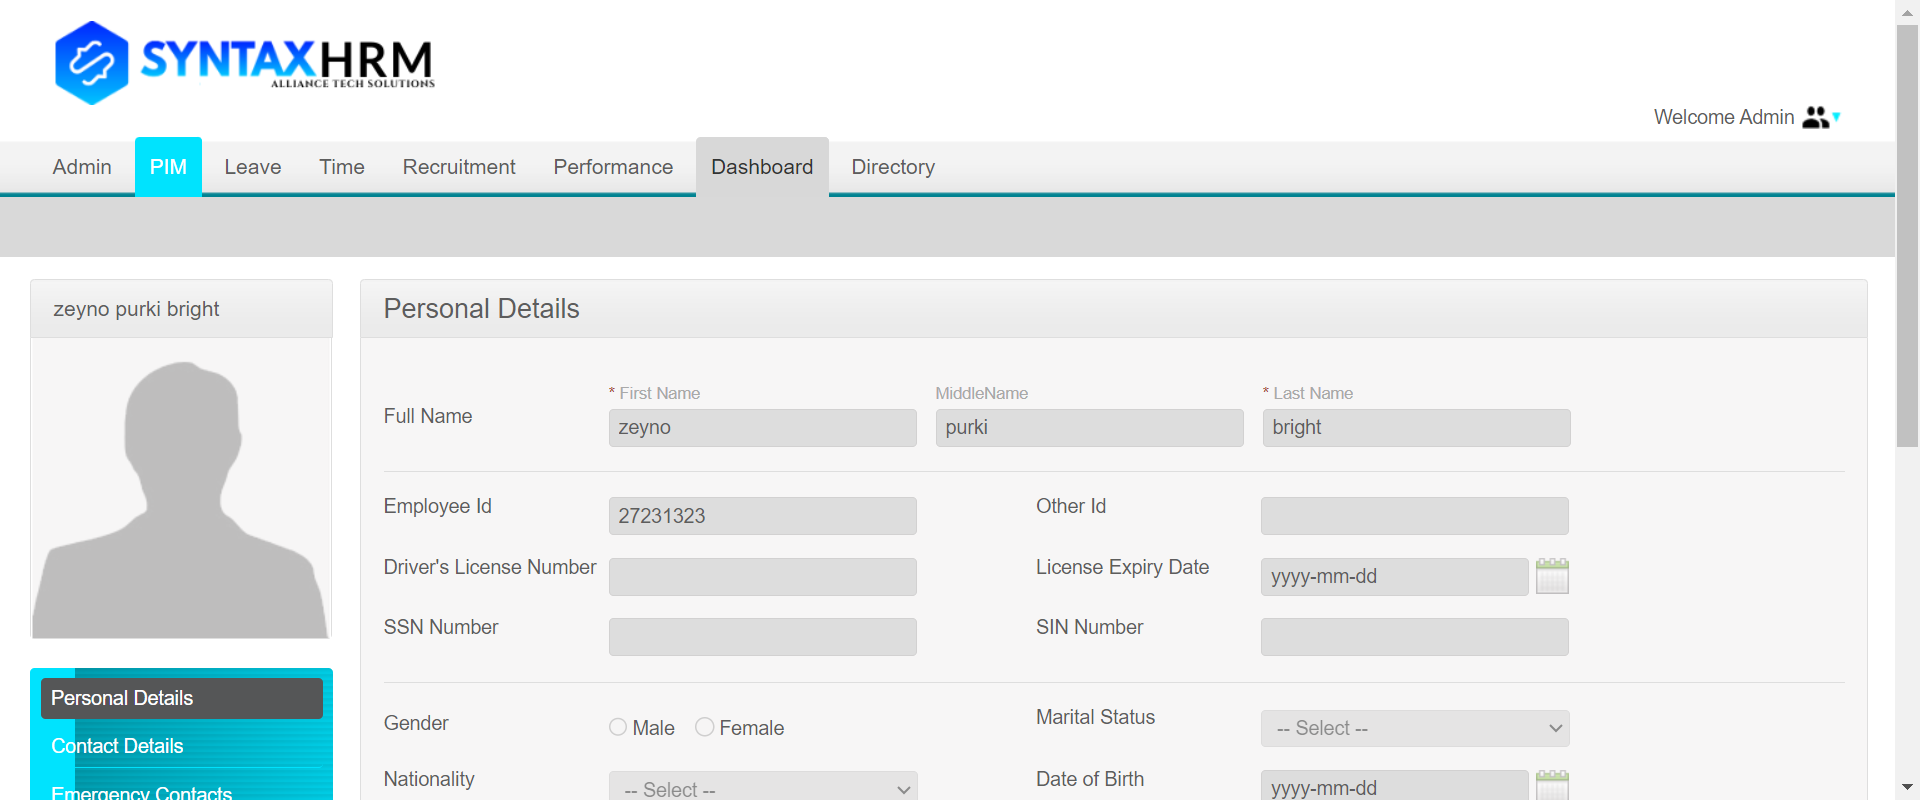 SYNTAXHRM
ALLIANCE TECH SOLUTIONS
Welcome Admin
Admin PIM Leave Time Recruitment Performance Dashboard Directory
zeyno purki bright
Personal Details
* First Name MiddleName * Last Name
Full Name zeyno purki bright
Employee Id 27231323 Other Id
Driver's License Number License Expiry Date yyyy-mm-dd
SSN Number SIN Number
Gender Male Female Marital Status -- Select --
Nationality -- Select -- Date of Birth yyyy-mm-dd
Personal Details
Contact Details
Emergency Contacts